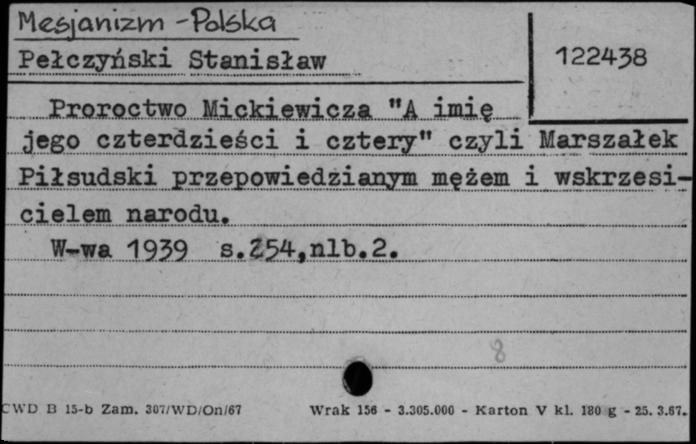 Mesjanizm - Polska
Pełczyński Stanisław
122438
Proroctwo Mickiewicza "A imię
jego czterdzieści i cztery" czyli Marszałek
Piłsudski przepowiedzianym mężem i wskrzesi-
cielem narodu.
W-wa 1939 s.254,nlb.2.
8
CWD B 15-b Zam. 307/WD/On/67 Wrak 156 - 3.305.000 - Karton V kl. 180 g - 25. 3.67.